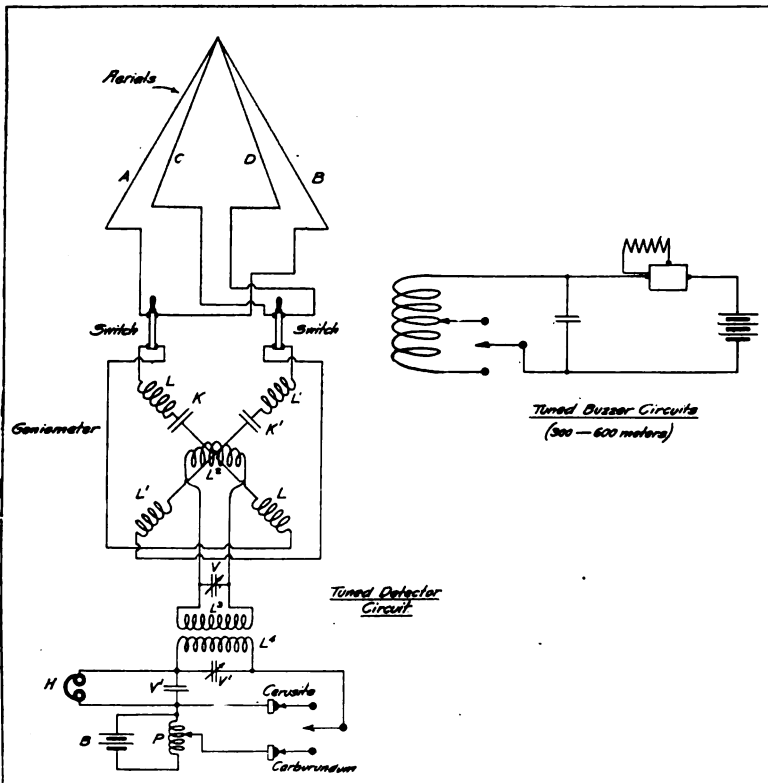 Aerials
C
D
A
B
Switch
Switch
L
K
L'
K'
Goniometer
L²
L'
L
V
L³
Tuned Detector
Circuit
L⁴
H
V'
V'
Cerusite
B
P
Carborundum
Tuned Buzzer Circuits
(300 — 600 meters)